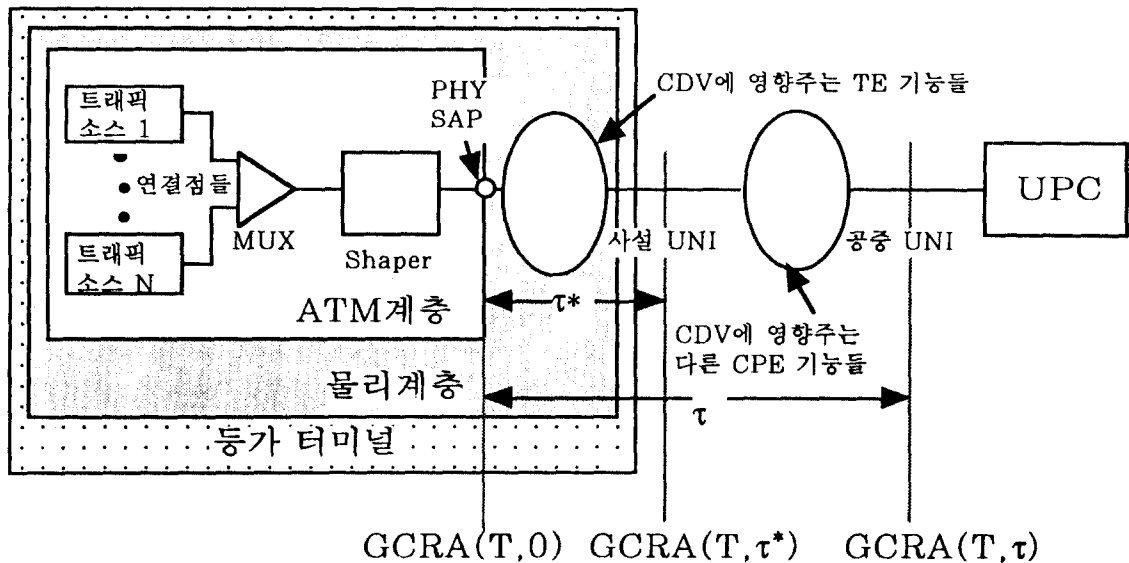 트래픽
소스 1
연결점들
트래픽
소스 N
MUX
Shaper
PHY
SAP
CDV에 영향주는 TE 기능들
UPC
사설 UNI
공중 UNI
ATM계층
τ*
CDV에 영향주는
다른 CPE 기능들
물리계층
τ
등가 터미널
GCRA(T,0)
GCRA(T,τ*)
GCRA(T,τ)